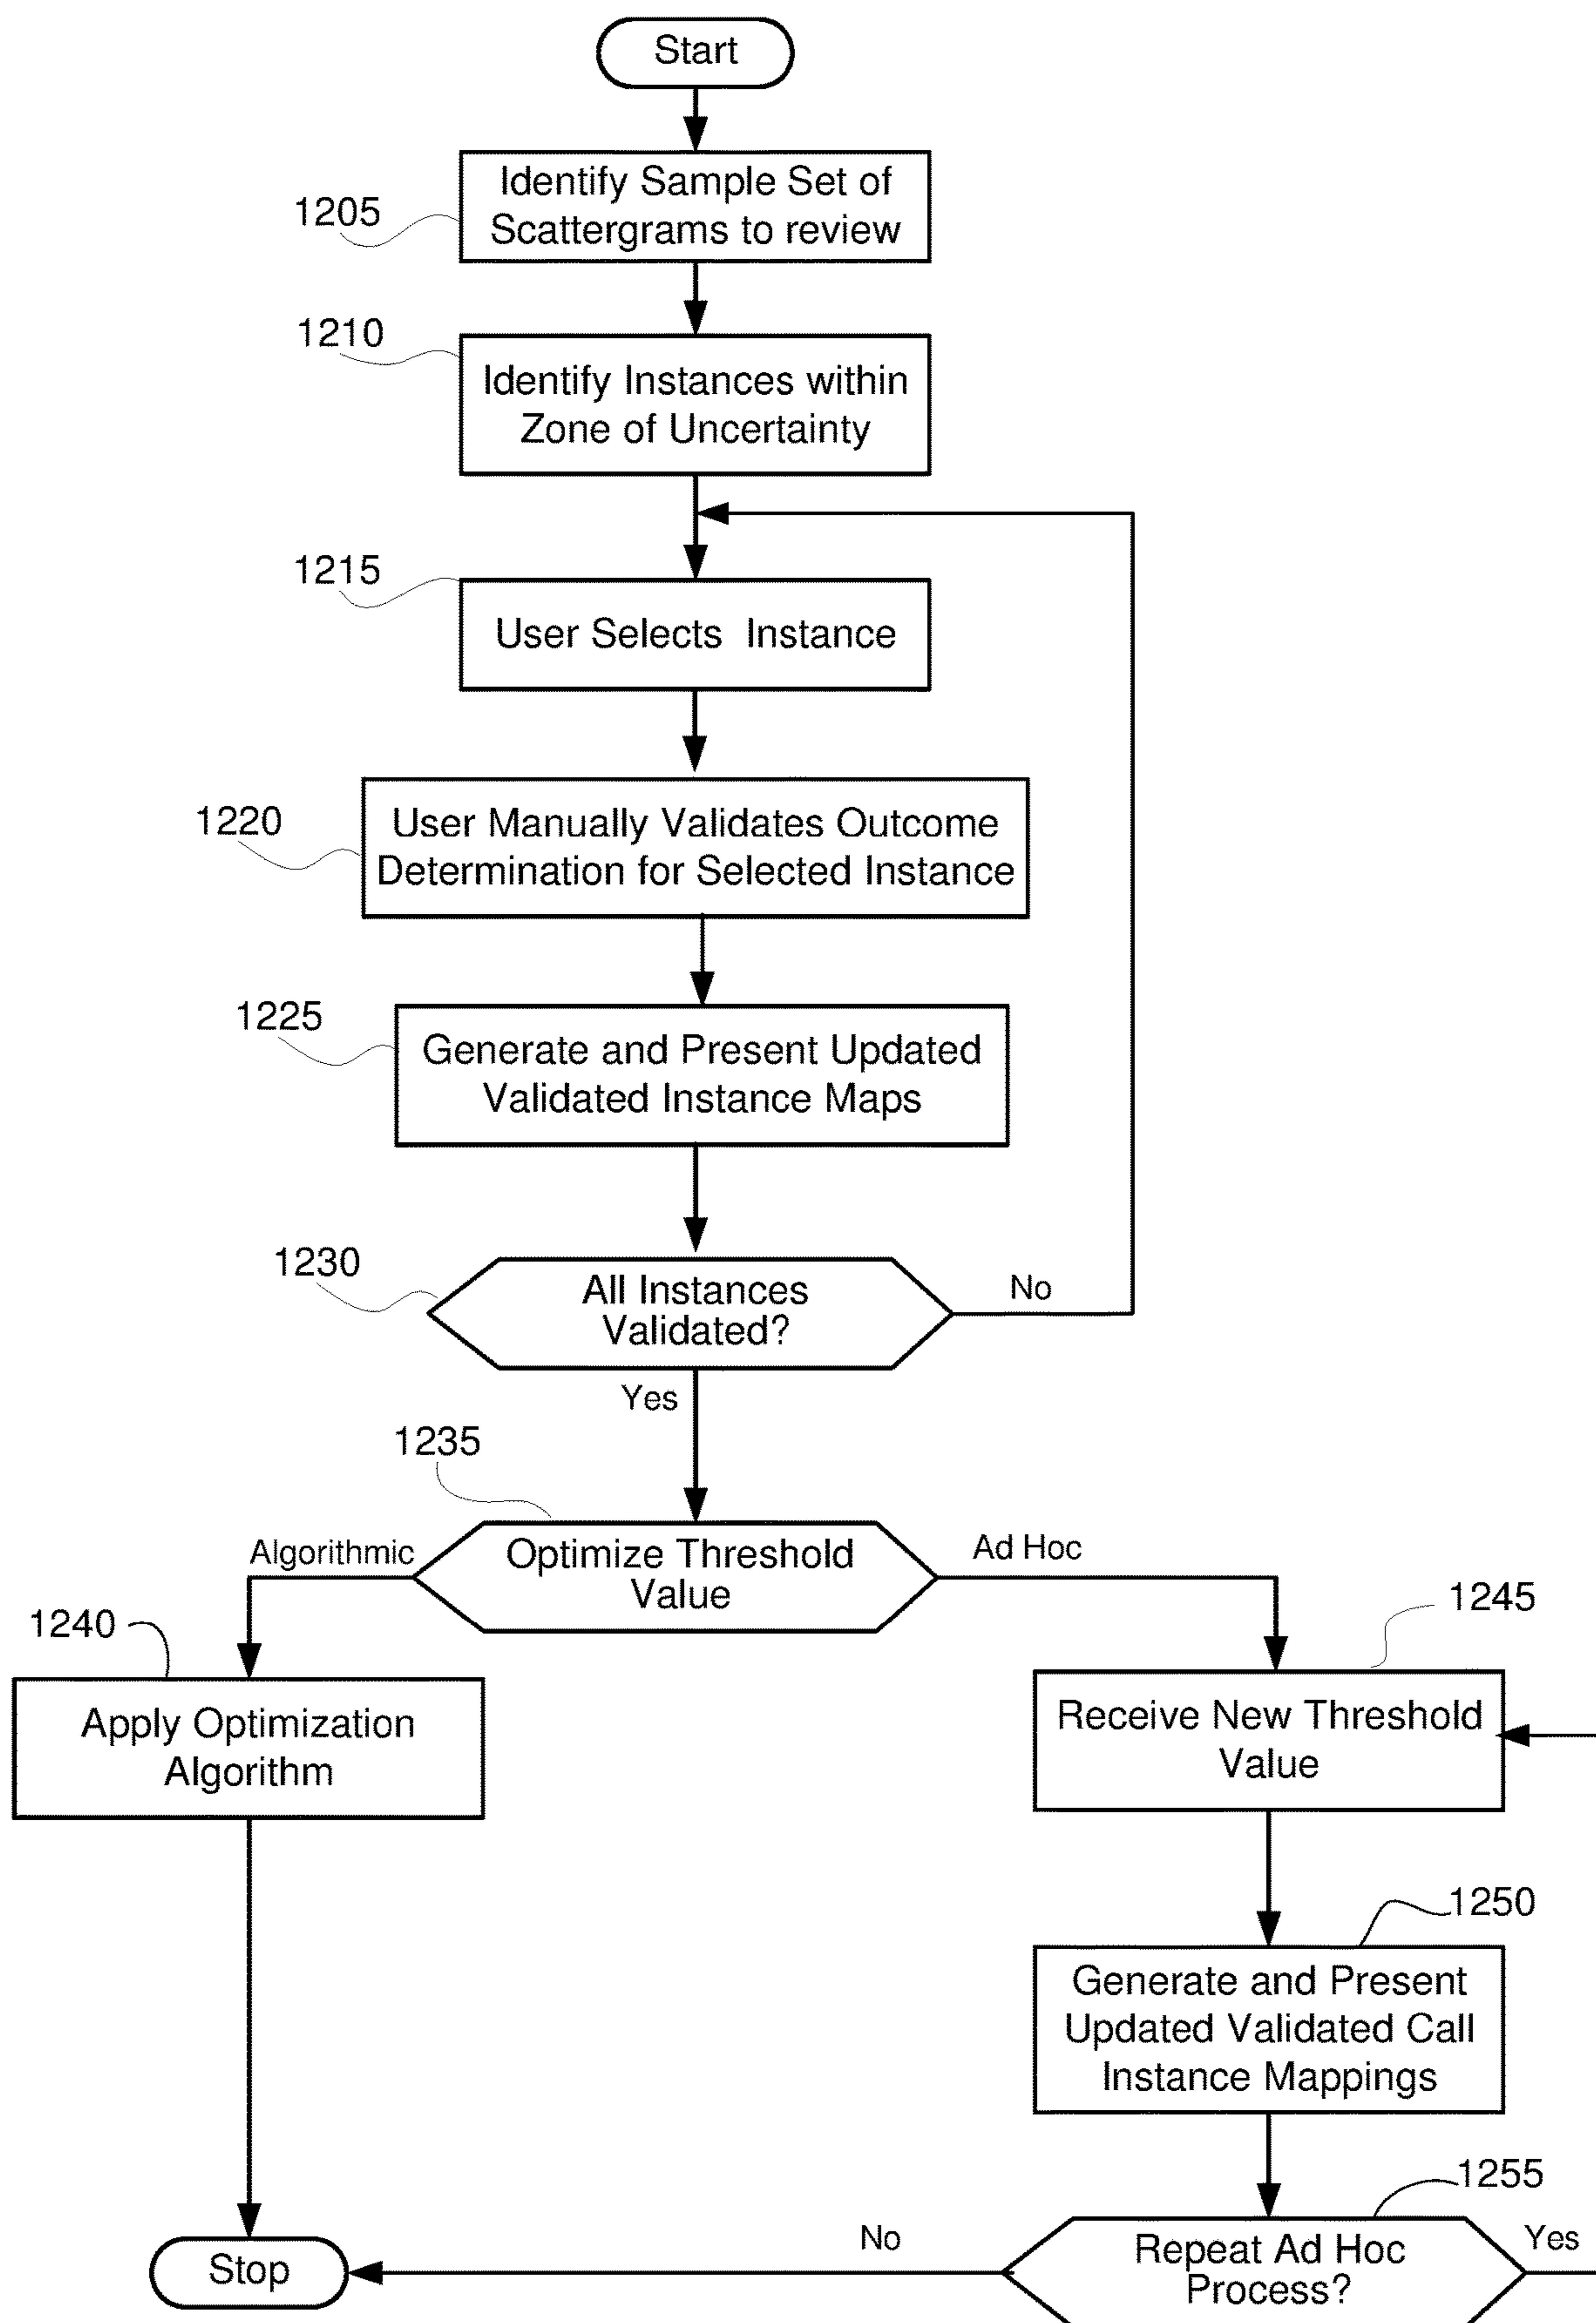 Start
1205
Identify Sample Set of
Scattergrams to review
1210
Identify Instances within
Zone of Uncertainty
1215
User Selects Instance
1220
User Manually Validates Outcome
Determination for Selected Instance
1225
Generate and Present Updated
Validated Instance Maps
1230
All Instances
Validated?
No
Yes
1235
Optimize Threshold
Value
Algorithmic
Ad Hoc
1240
Apply Optimization
Algorithm
1245
Receive New Threshold
Value
1250
Generate and Present
Updated Validated Call
Instance Mappings
1255
Repeat Ad Hoc
Process?
No
Yes
Stop